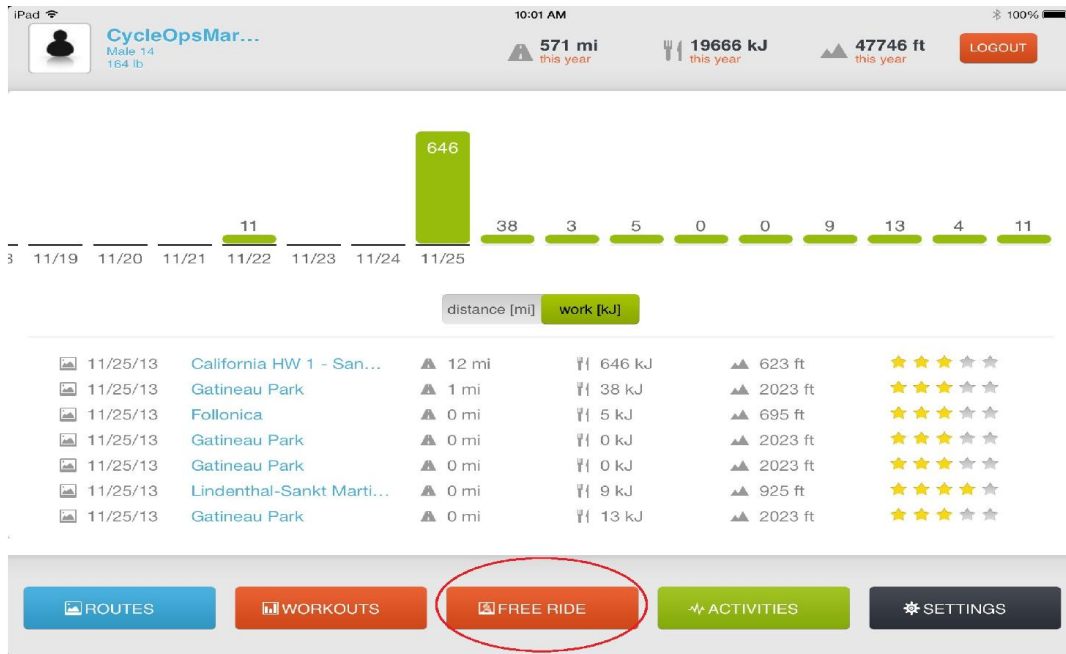 iPad 10:01 AM 100%
CycleOpsMar...
Male 14
164 lb
571 mi
this year
19666 kJ
this year
47746 ft
this year
LOGOUT
646
11 38 3 5 0 0 9 13 4 11
11/19 11/20 11/21 11/22 11/23 11/24 11/25
distance [mi] work [kJ]
11/25/13 California HW 1 - San... 12 mi 646 kJ 623 ft
11/25/13 Gatineau Park 1 mi 38 kJ 2023 ft
11/25/13 Follonica 0 mi 5 kJ 695 ft
11/25/13 Gatineau Park 0 mi 0 kJ 2023 ft
11/25/13 Gatineau Park 0 mi 0 kJ 2023 ft
11/25/13 Lindenthal-Sankt Marti... 0 mi 9 kJ 925 ft
11/25/13 Gatineau Park 0 mi 13 kJ 2023 ft
ROUTES WORKOUTS FREE RIDE ACTIVITIES SETTINGS